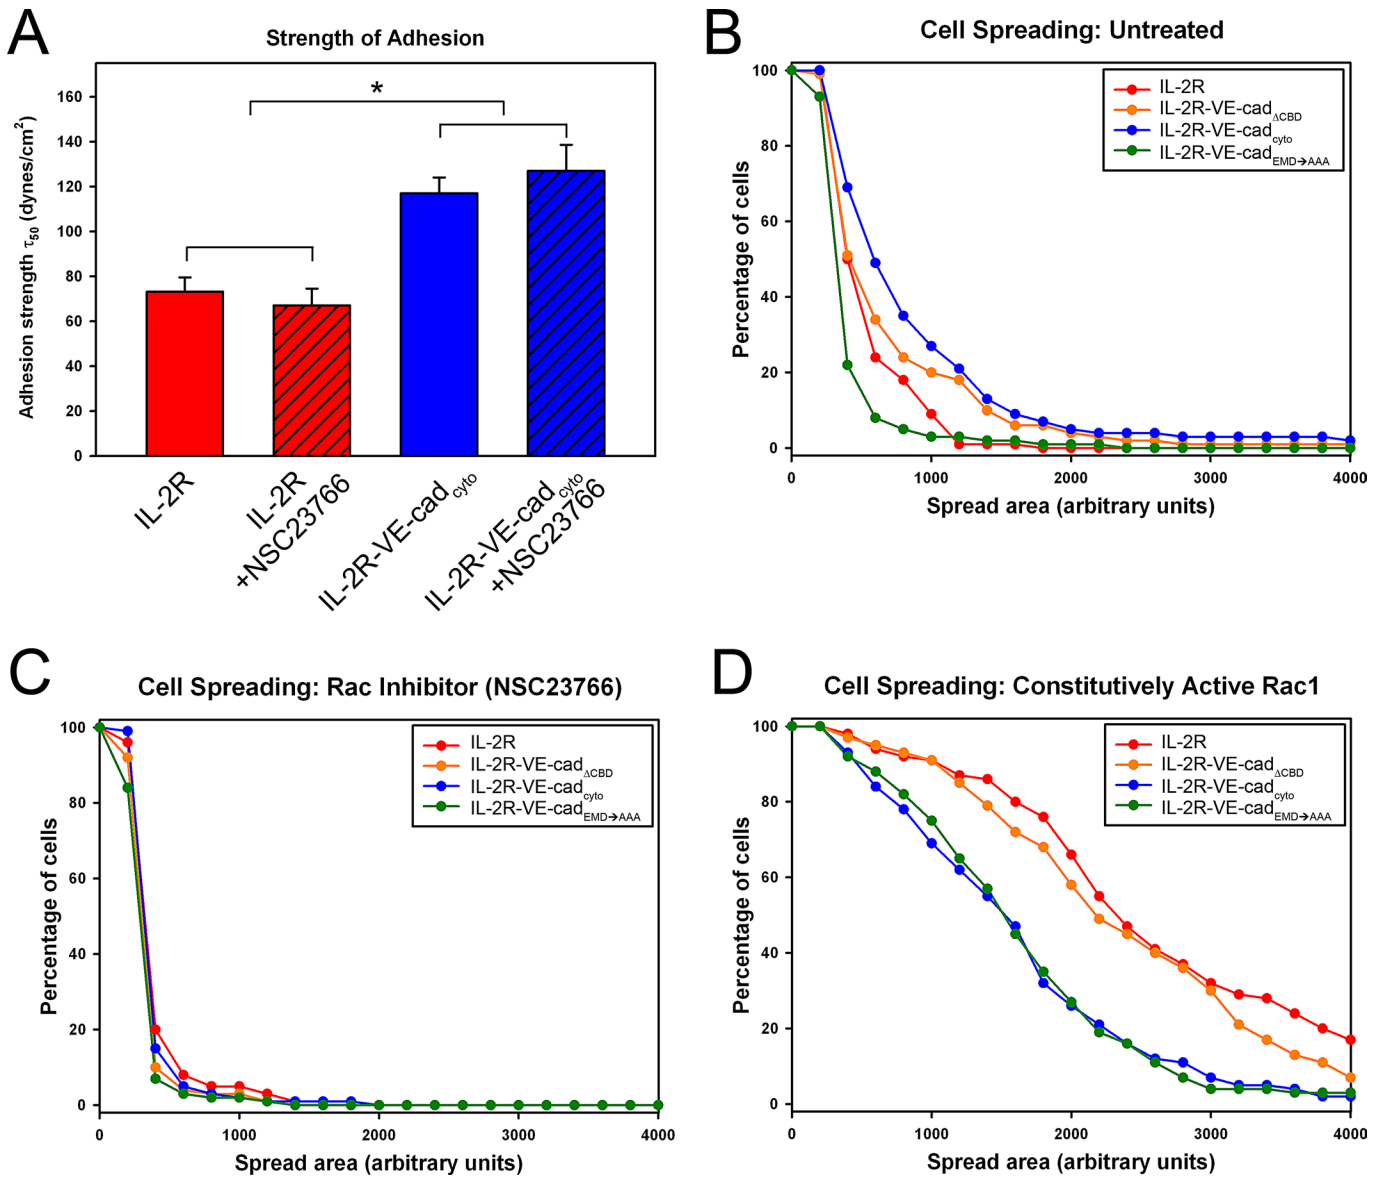 A
Strength of Adhesion
Adhesion strength τ50 (dynes/cm2)
160
140
120
100
80
60
40
20
0
*
IL-2R
IL-2R
+NSC23766
IL-2R-VE-cadcyto
IL-2R-VE-cadcyto
+NSC23766
B
Cell Spreading: Untreated
Percentage of cells
100
80
60
40
20
0
IL-2R
IL-2R-VE-cadΔCBD
IL-2R-VE-cadcyto
IL-2R-VE-cadEMD→AAA
0 1000 2000 3000 4000
Spread area (arbitrary units)
C
Cell Spreading: Rac Inhibitor (NSC23766)
Percentage of cells
100
80
60
40
20
0
IL-2R
IL-2R-VE-cadΔCBD
IL-2R-VE-cadcyto
IL-2R-VE-cadEMD→AAA
0 1000 2000 3000 4000
Spread area (arbitrary units)
D
Cell Spreading: Constitutively Active Rac1
Percentage of cells
100
80
60
40
20
0
IL-2R
IL-2R-VE-cadΔCBD
IL-2R-VE-cadcyto
IL-2R-VE-cadEMD→AAA
0 1000 2000 3000 4000
Spread area (arbitrary units)